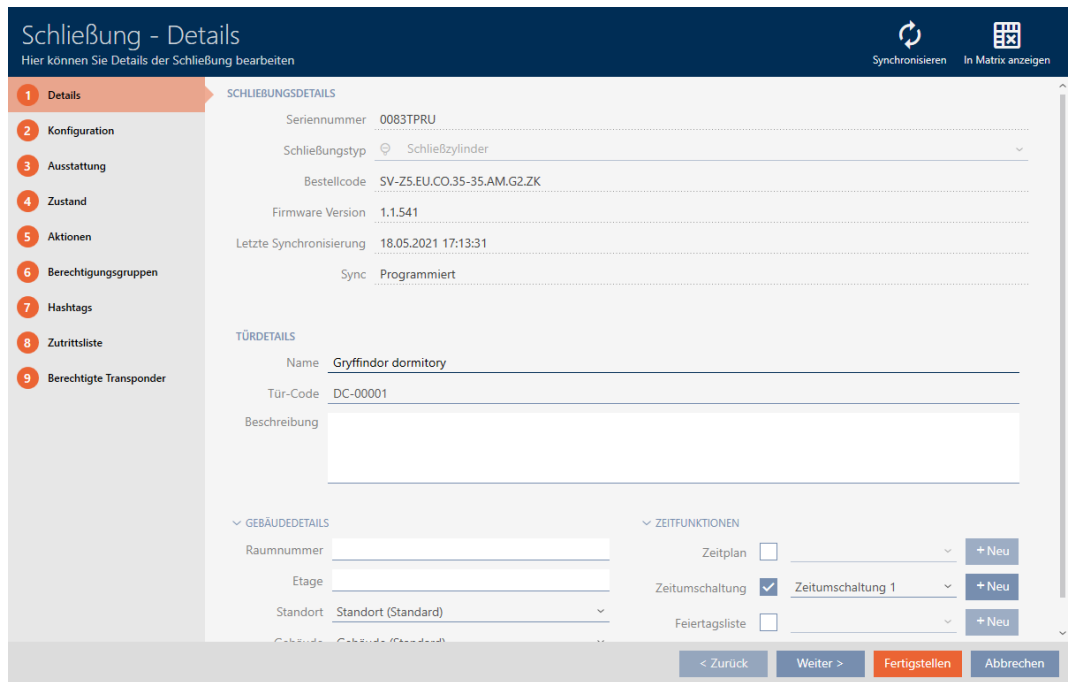 Schließung - Details
Hier können Sie Details der Schließung bearbeiten
Synchronisieren
In Matrix anzeigen
1 Details
2 Konfiguration
3 Ausstattung
4 Zustand
5 Aktionen
6 Berechtigungsgruppen
7 Hashtags
8 Zutrittsliste
9 Berechtigte Transponder
SCHLIEßUNGSDETAILS
Seriennummer 0083TPRU
Schließungstyp Schließzylinder
Bestellcode SV-Z5.EU.CO.35-35.AM.G2.ZK
Firmware Version 1.1.541
Letzte Synchronisierung 18.05.2021 17:13:31
Sync Programmiert
TÜRDETAILS
Name Gryffindor dormitory
Tür-Code DC-00001
Beschreibung
GEBÄUDEDETAILS
Raumnummer
Etage
Standort Standort (Standard)
Gebäude Gebäude (Standard)
ZEITFUNKTIONEN
Zeitplan + Neu
Zeitumschaltung Zeitumschaltung 1 + Neu
Feiertagsliste + Neu
< Zurück Weiter > Fertigstellen Abbrechen